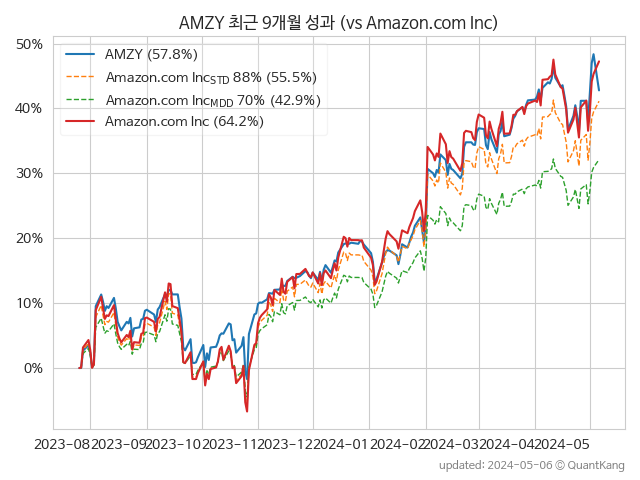 AMZY 최근 9개월 성과 (vs Amazon.com Inc)
AMZY (57.8%)
Amazon.com IncSTD 88% (55.5%)
Amazon.com IncMDD 70% (42.9%)
Amazon.com Inc (64.2%)
50%
40%
30%
20%
10%
0%
2023-08 2023-09 2023-10 2023-11 2023-12 2024-01 2024-02 2024-03 2024-04 2024-05
updated: 2024-05-06 © QuantKang